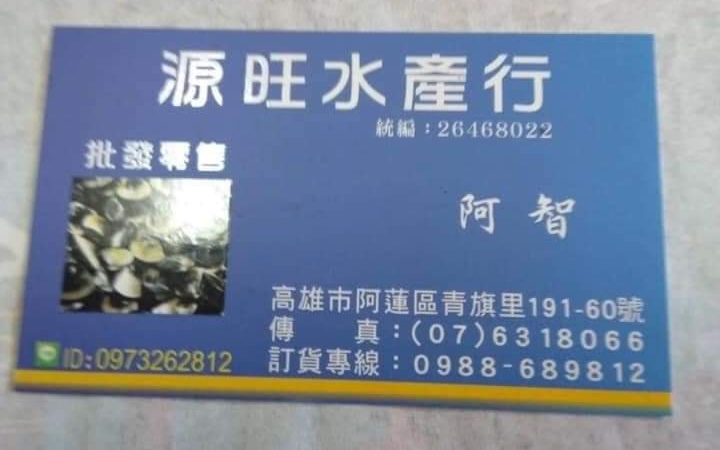 源旺水產行
統編：26468022
批發零售
阿智
高雄市阿蓮區青旗里191-60號
傳　　真：(07)6318066
訂貨專線：0988-689812
ID:0973262812